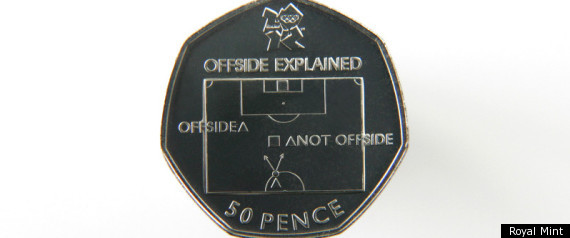 OFFSIDE EXPLAINED
OFFSIDE
NOT OFFSIDE
50 PENCE
Royal Mint